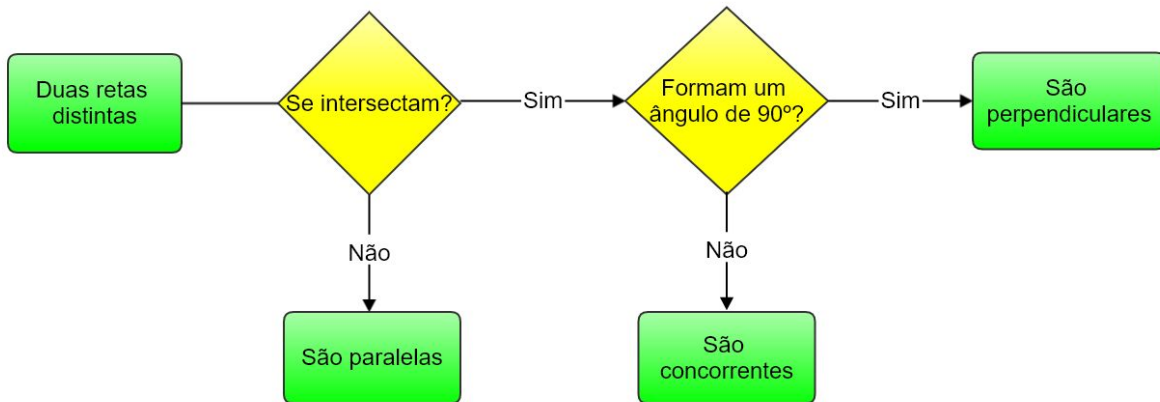 Duas retas
distintas
Se intersectam?
Sim
Formam um
ângulo de 90º?
Sim
São
perpendiculares
Não
São paralelas
Não
São
concorrentes